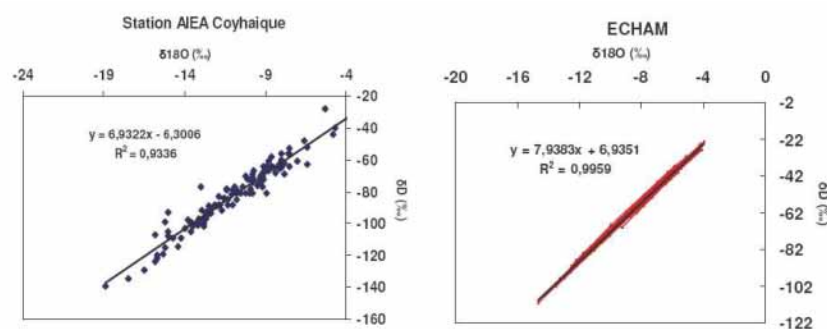 Station AIEA Coyhaique
δ18O (‰)
-24 -19 -14 -9 -4
-20
-40
-60
-80
-100
-120
-140
-160
δD (‰)
y = 6,9322x - 6,3006
R² = 0,9336
ECHAM
δ18O (‰)
-20 -16 -12 -8 -4 0
-2
-22
-42
-62
-82
-102
-122
δD (‰)
y = 7,9383x + 6,9351
R² = 0,9959